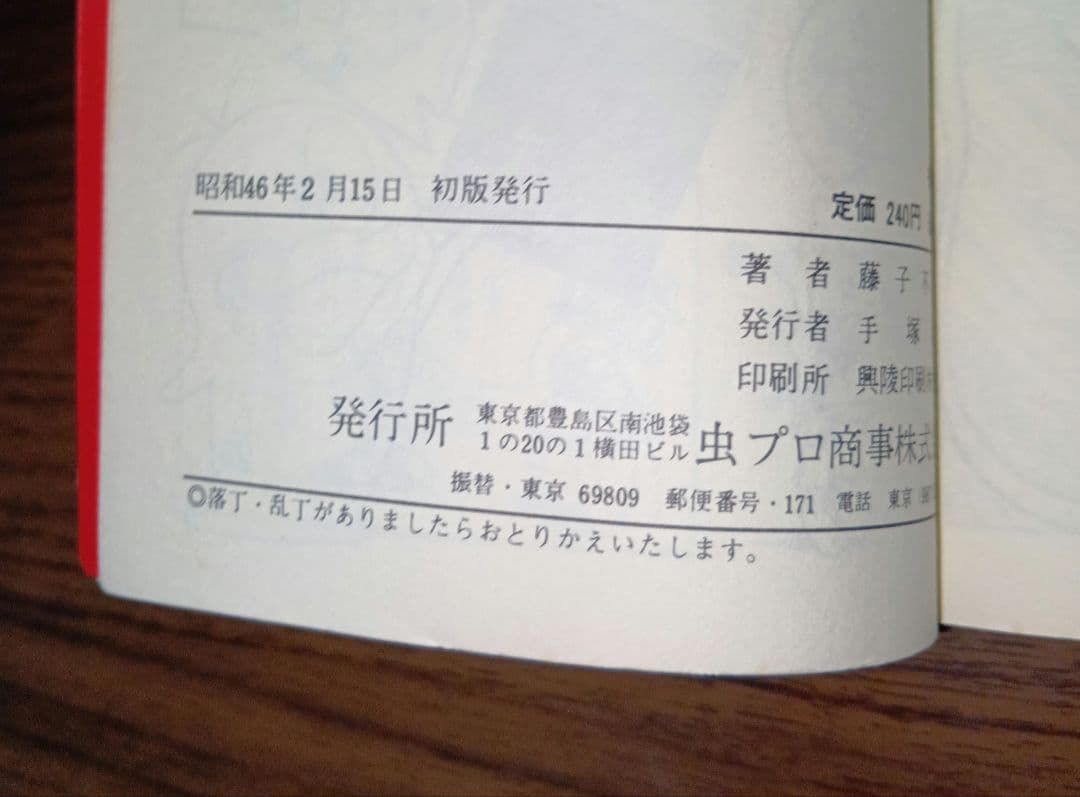 昭和46年2月15日　初版発行
定価 240円
著　者　藤　子
発行者　手　塚
印刷所　興陵印刷
発行所　東京都豊島区南池袋
1の20の1横田ビル　虫プロ商事株式
振替・東京 69809　郵便番号・171　電話　東京
◎落丁・乱丁がありましたらおとりかえいたします。